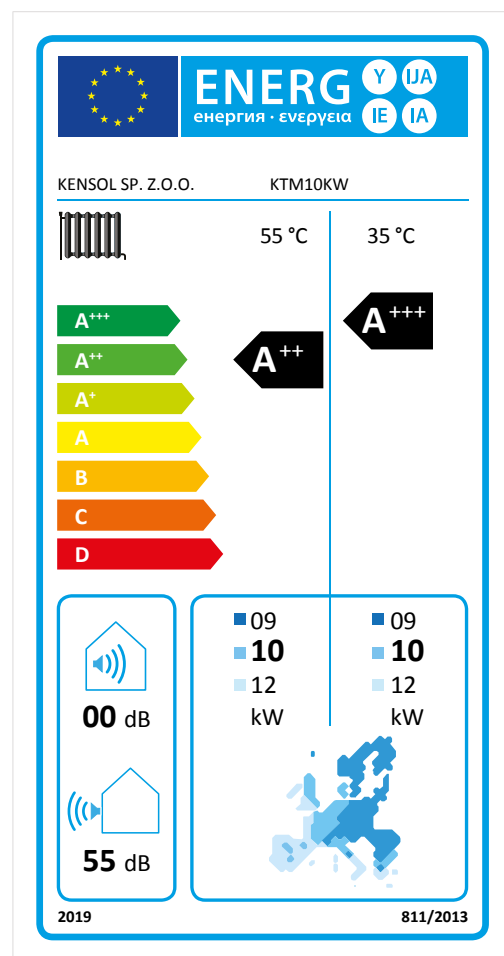 ENERG Y IJA
енергия · ενεργεια IE IA
KENSOL SP. Z.O.O. KTM10KW
55 °C 35 °C
A+++ A+++
A++ A++
A+
A
B
C
D
09 09
10 10
12 12
00 dB kW kW
55 dB
2019 811/2013